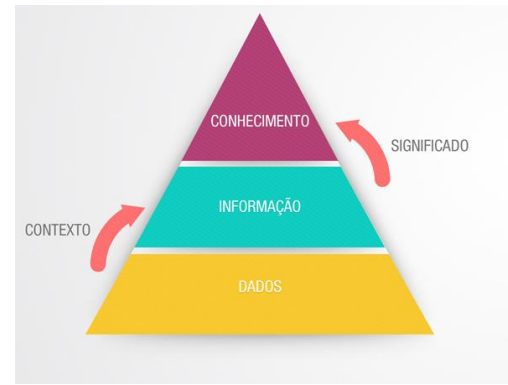 CONHECIMENTO
SIGNIFICADO
INFORMAÇÃO
CONTEXTO
DADOS